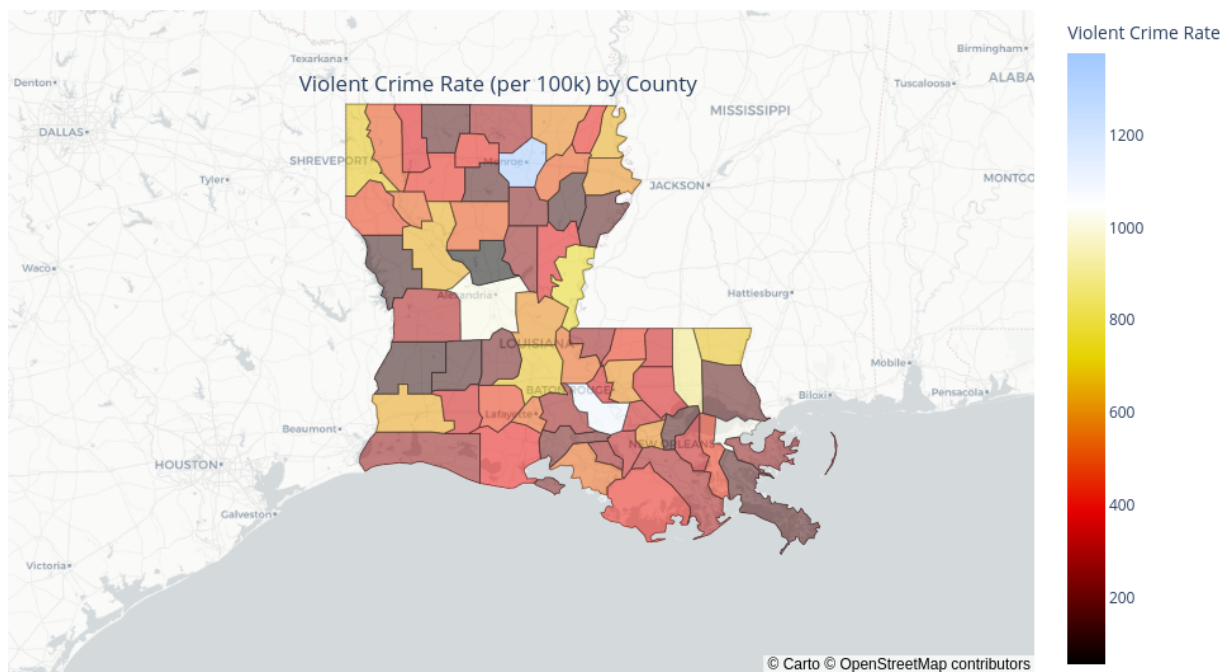 Violent Crime Rate
Birmingham
Texarkana
Denton
Tuscaloosa
ALABA
Violent Crime Rate (per 100k) by County
MISSISSIPPI
DALLAS
1200
SHREVEPORT
Monroe
Tyler
JACKSON
MONTGO
1000
Waco
Alexandria
Hattiesburg
800
LOUISIANA
Mobile
BATON ROUGE
Biloxi
Pensacola
Lafayette
600
Beaumont
NEW ORLEANS
HOUSTON
400
Galveston
Victoria
200
© Carto © OpenStreetMap contributors